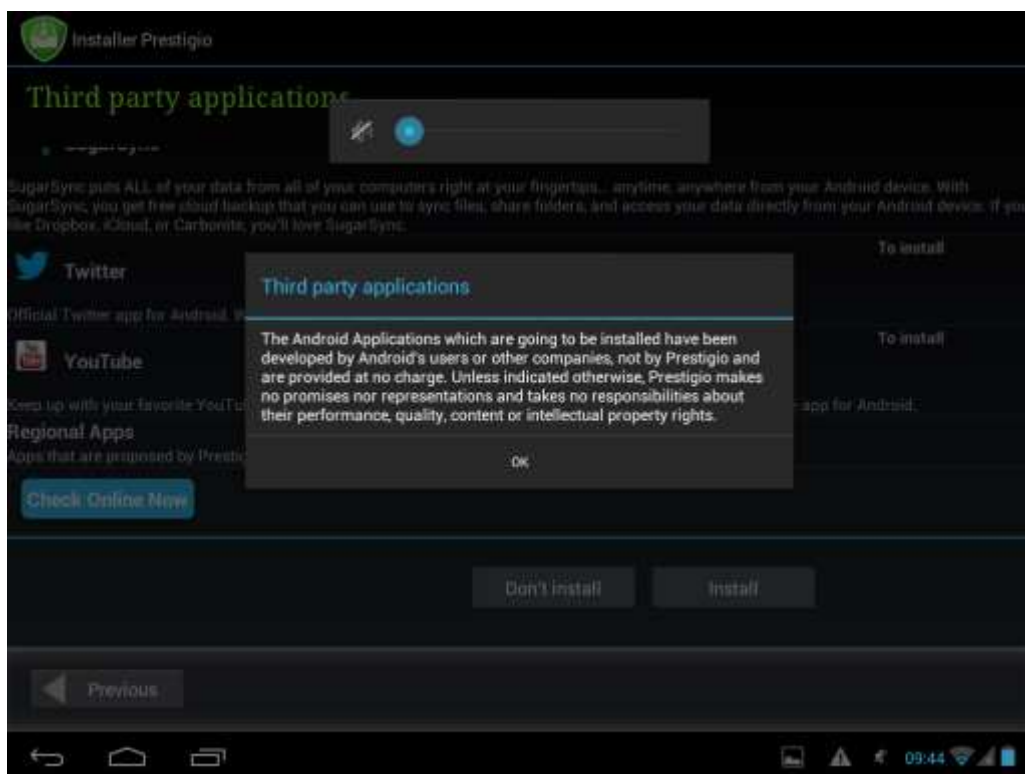 Installer Prestigio
Third party applications
SugarSync
SugarSync puts ALL of your data from all of your computers right at your fingertips... anytime, anywhere from your Android device. With
SugarSync, you get free cloud backup that you can use to sync files, share folders, and access your data directly from your Android device. If you
like Dropbox, iCloud, or Carbonite, you'll love SugarSync.
To install
Twitter
Official Twitter app for Android.
To install
YouTube
Keep up with your favorite
app for Android.
Regional Apps
Apps that are proposed by
Check Online Now
Third party applications
The Android Applications which are going to be installed have been
developed by Android's users or other companies, not by Prestigio and
are provided at no charge. Unless indicated otherwise, Prestigio makes
no promises nor representations and takes no responsibilities about
their performance, quality, content or intellectual property rights.
OK
Don't install
Install
Previous
09:44